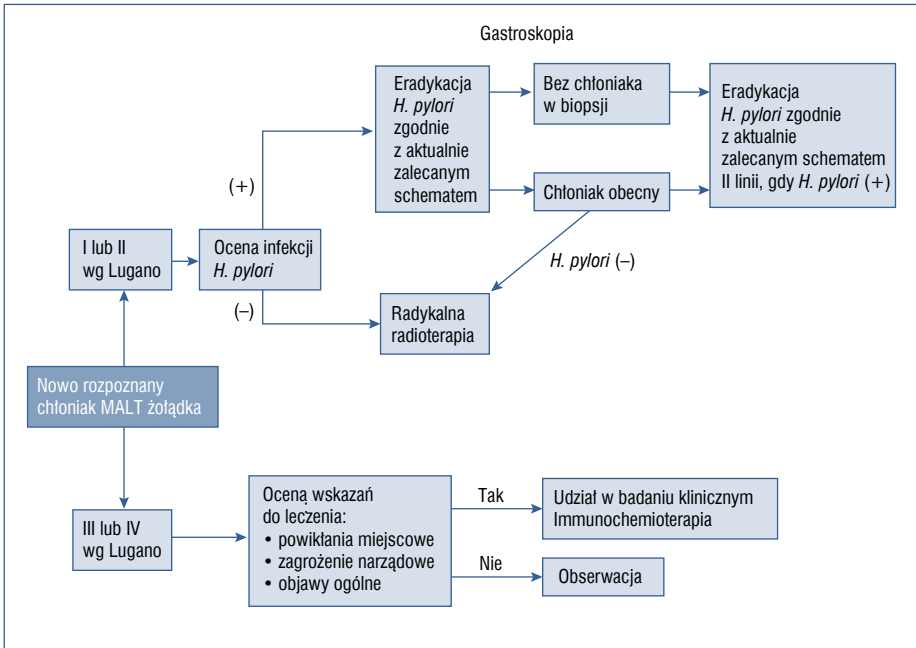 Gastroskopia
Eradykacja
H. pylori
zgodnie
z aktualnie
zalecanym
schematem
Bez chłoniaka
w biopsji
Eradykacja
H. pylori zgodnie
z aktualnie
zalecanym schematem
II linii, gdy H. pylori (+)
Chłoniak obecny
(+)
I lub II
wg Lugano
Ocena infekcji
H. pylori
H. pylori (–)
(–)
Radykalna
radioterapia
Nowo rozpoznany
chłoniak MALT żołądka
III lub IV
wg Lugano
Oceną wskazań
do leczenia:
• powikłania miejscowe
• zagrożenie narządowe
• objawy ogólne
Tak
Udział w badaniu klinicznym
Immunochemioterapia
Nie
Obserwacja